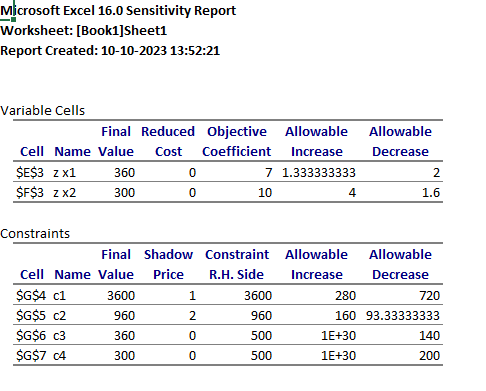 Microsoft Excel 16.0 Sensitivity Report
Worksheet: [Book1]Sheet1
Report Created: 10-10-2023 13:52:21
Variable Cells
Final Reduced Objective Allowable Allowable
Cell Name Value Cost Coefficient Increase Decrease
$E$3 z x1 360 0 7 1.333333333 2
$F$3 z x2 300 0 10 4 1.6
Constraints
Final Shadow Constraint Allowable Allowable
Cell Name Value Price R.H. Side Increase Decrease
$G$4 c1 3600 1 3600 280 720
$G$5 c2 960 2 960 160 93.33333333
$G$6 c3 360 0 500 1E+30 140
$G$7 c4 300 0 500 1E+30 200